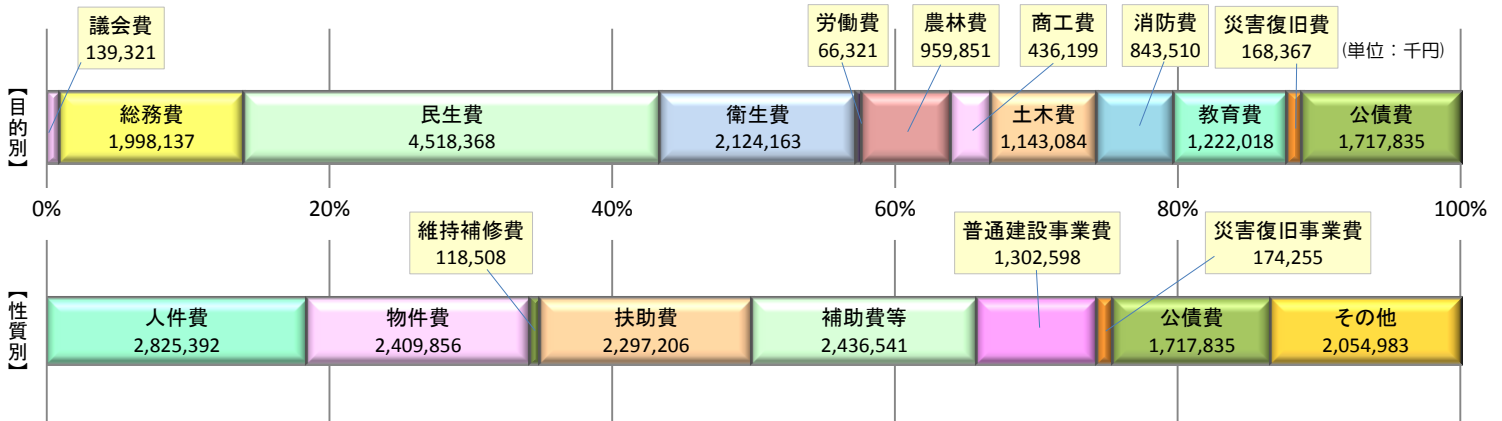 議会費
139,321
労働費
66,321
農林費
959,851
商工費
436,199
消防費
843,510
災害復旧費
168,367
(単位：千円)
【目的別】
総務費
1,998,137
民生費
4,518,368
衛生費
2,124,163
土木費
1,143,084
教育費
1,222,018
公債費
1,717,835
0%
20%
40%
60%
80%
100%
維持補修費
118,508
普通建設事業費
1,302,598
災害復旧事業費
174,255
【性質別】
人件費
2,825,392
物件費
2,409,856
扶助費
2,297,206
補助費等
2,436,541
公債費
1,717,835
その他
2,054,983